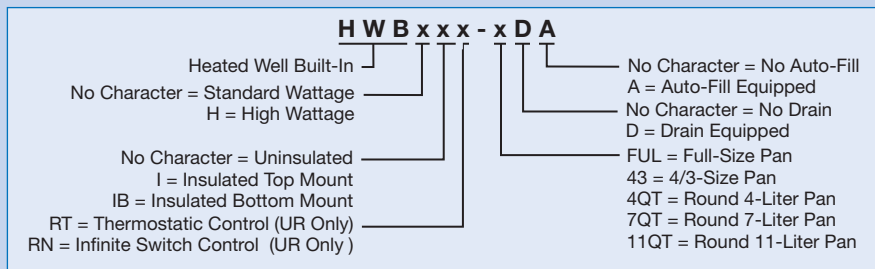 H W B x x x - x D A
Heated Well Built-In
No Character = Standard Wattage
H = High Wattage
No Character = Uninsulated
I = Insulated Top Mount
IB = Insulated Bottom Mount
RT = Thermostatic Control (UR Only)
RN = Infinite Switch Control (UR Only )
No Character = No Auto-Fill
A = Auto-Fill Equipped
No Character = No Drain
D = Drain Equipped
FUL = Full-Size Pan
43 = 4/3-Size Pan
4QT = Round 4-Liter Pan
7QT = Round 7-Liter Pan
11QT = Round 11-Liter Pan